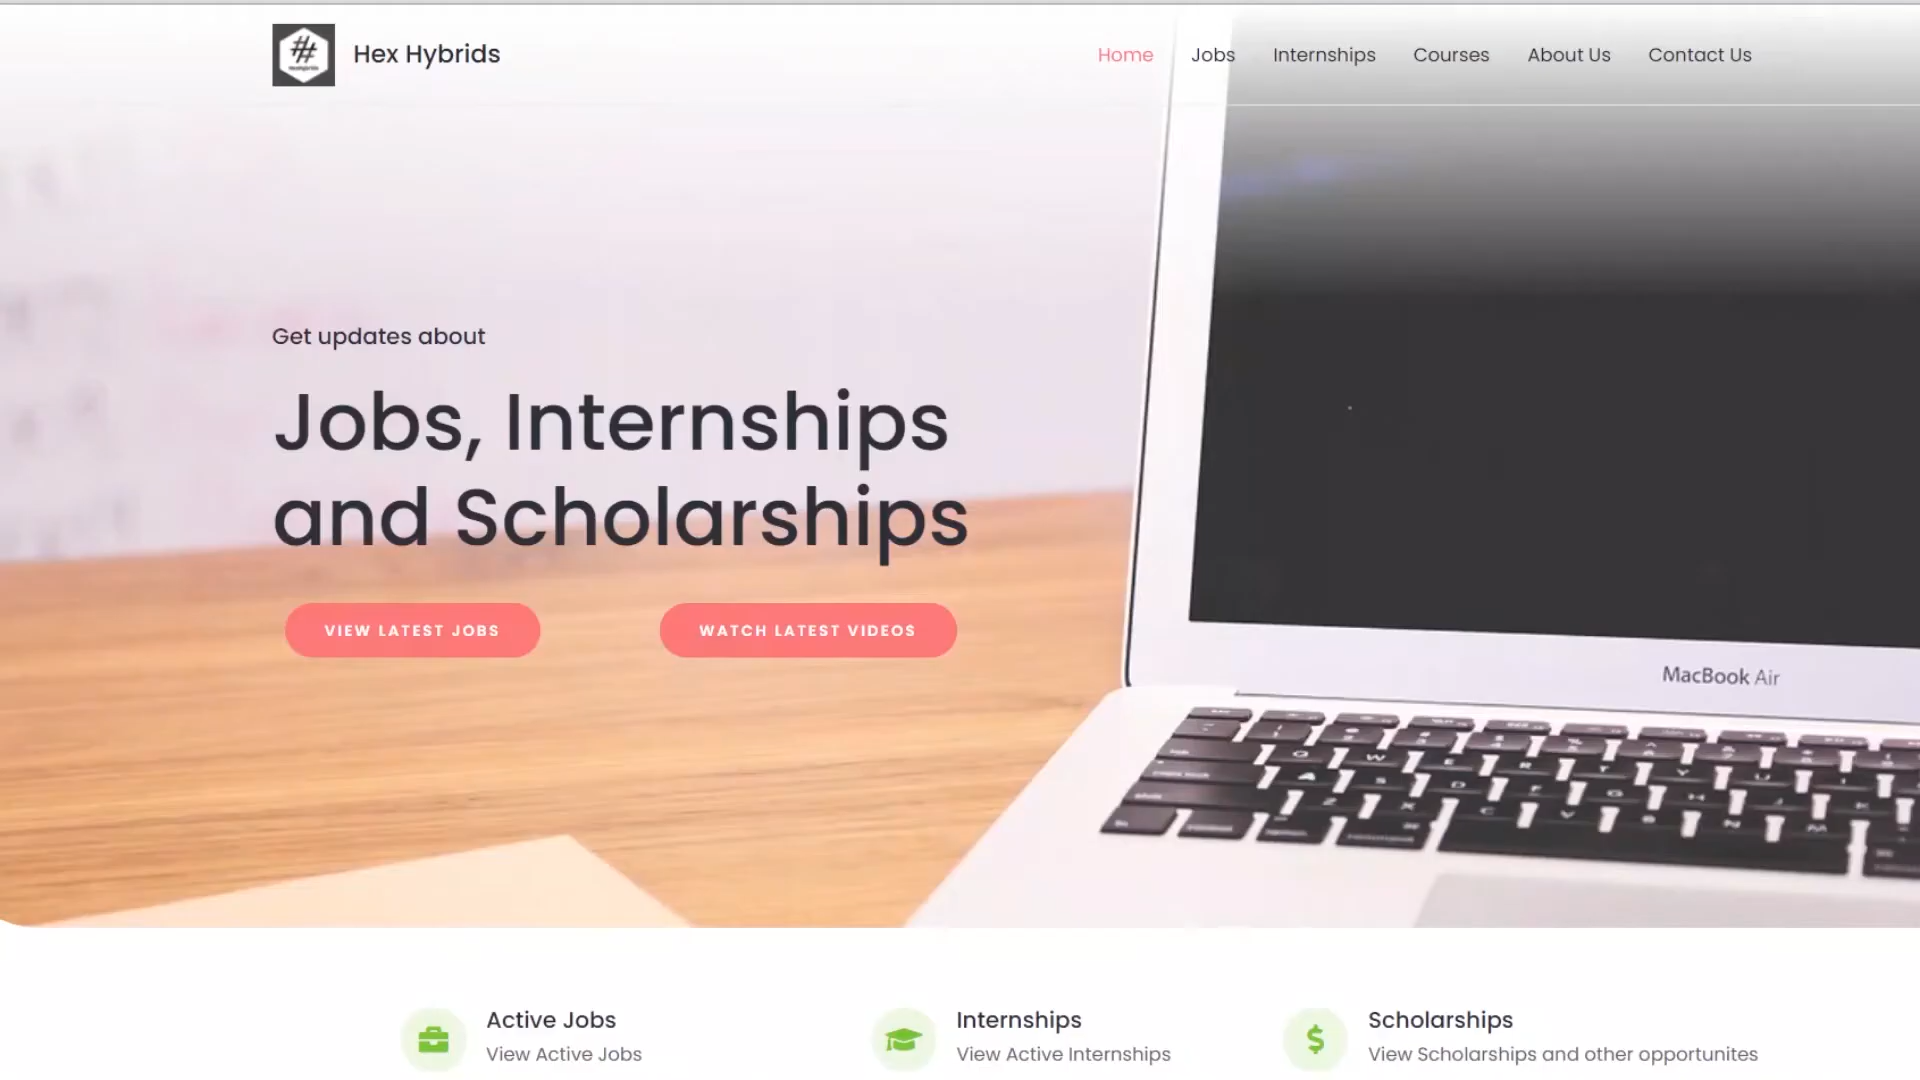 Hex Hybrids
Home Jobs Internships Courses About Us Contact Us
Get updates about
Jobs, Internships
and Scholarships
VIEW LATEST JOBS WATCH LATEST VIDEOS
MacBook Air
Active Jobs
View Active Jobs
Internships
View Active Internships
Scholarships
View Scholarships and other opportunites